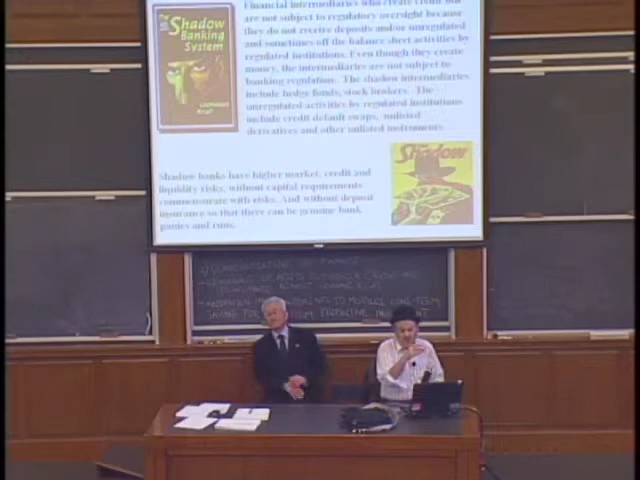 Financial intermediaries who create credit but
are not subject to regulatory oversight because
they do not receive deposits and/or unregulated
and sometimes off the balance sheet activities by
regulated institutions. Even though they create
money, the intermediaries are not subject to
banking regulation. The shadow intermediaries
include hedge funds, stock brokers. The
unregulated activities by regulated institutions
include credit default swaps, unlisted
derivatives and other unlisted instruments.
The
Shadow
Banking
System
Shadow banks have higher market, credit and
liquidity risks, without capital requirements
commensurate with risks. And without deposit
insurance so that there can be genuine bank
panics and runs.
Shadow
TO MOBILIZE LONG-TERM